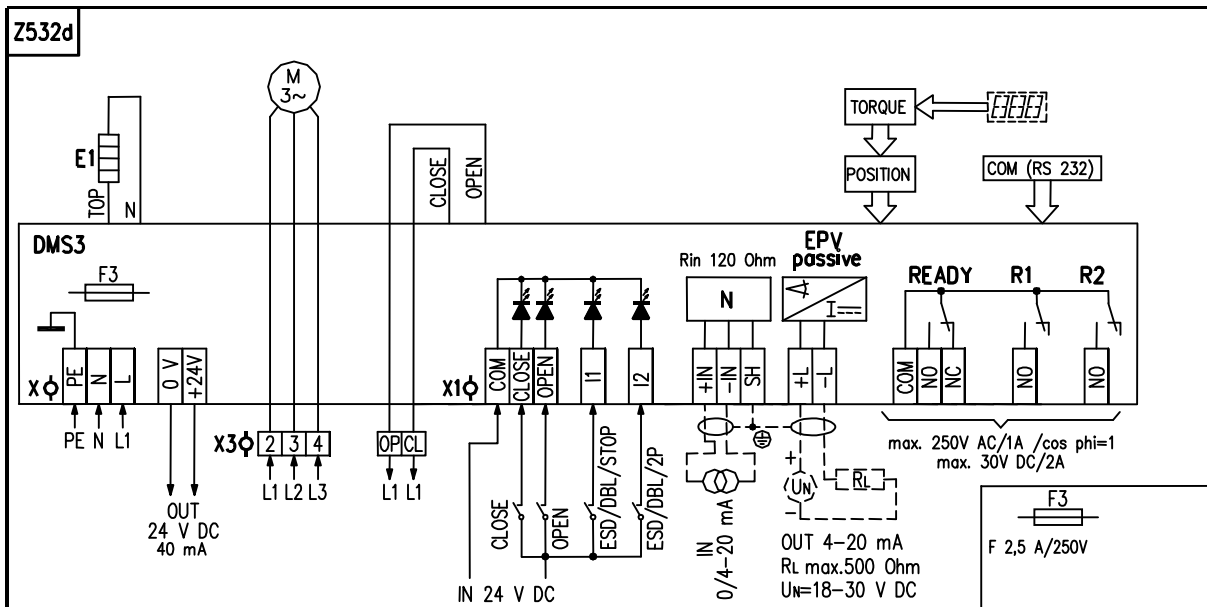 Z532d
M
3~
E1
TOP
N
CLOSE
OPEN
TORQUE
POSITION
COM (RS 232)
DMS3
F3
Rin 120 Ohm
N
EPV
passive
I
READY
R1
R2
X
PE
N
L
0 V
+24V
X1
COM
CLOSE
OPEN
I1
I2
+IN
-IN
SH
+L
-L
COM
NO
NC
NO
NO
PE N L1
X3
2 3 4
OP CL
L1 L2 L3
L1 L1
OUT
24 V DC
40 mA
CLOSE
OPEN
ESD/DBL/STOP
ESD/DBL/2P
IN 24 V DC
IN
0/4-20 mA
+
UN
-
RL
OUT 4-20 mA
RL max.500 Ohm
UN=18-30 V DC
max. 250V AC/1A /cos phi=1
max. 30V DC/2A
F3
F 2,5 A/250V